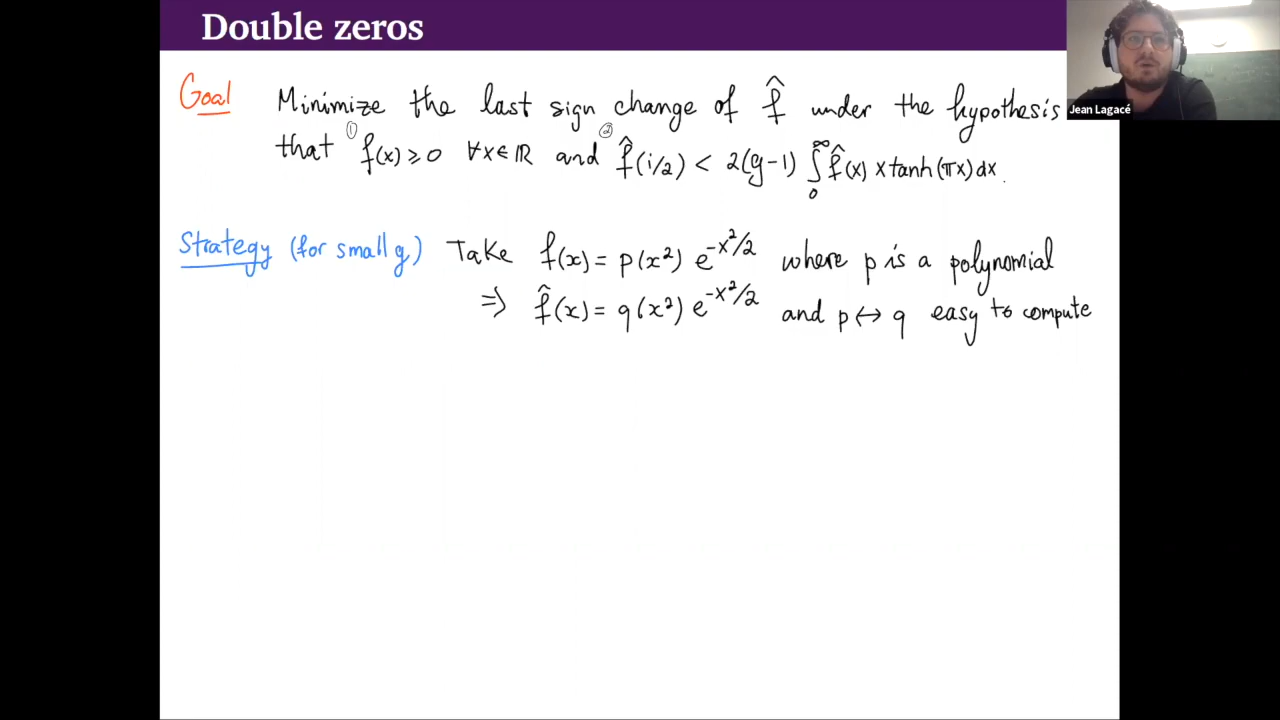 Double zeros
Jean Lagacé
Goal Minimize the last sign change of f̂ under the hypothesis
that ① f(x) ≥ 0 ∀x∈ℝ and ② f̂(i/2) < 2(g-1) ∫₀^∞ f̂(x) x tanh(πx) dx.
Strategy (for small g) Take f(x) = p(x²) e^{-x²/2} where p is a polynomial
⇒ f̂(x) = q(x²) e^{-x²/2} and p ↔ q easy to compute